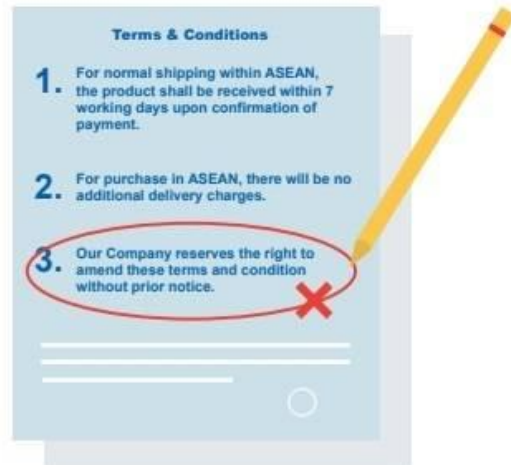 Terms & Conditions
1. For normal shipping within ASEAN,
the product shall be received within 7
working days upon confirmation of
payment.
2. For purchase in ASEAN, there will be no
additional delivery charges.
3. Our Company reserves the right to
amend these terms and condition
without prior notice.